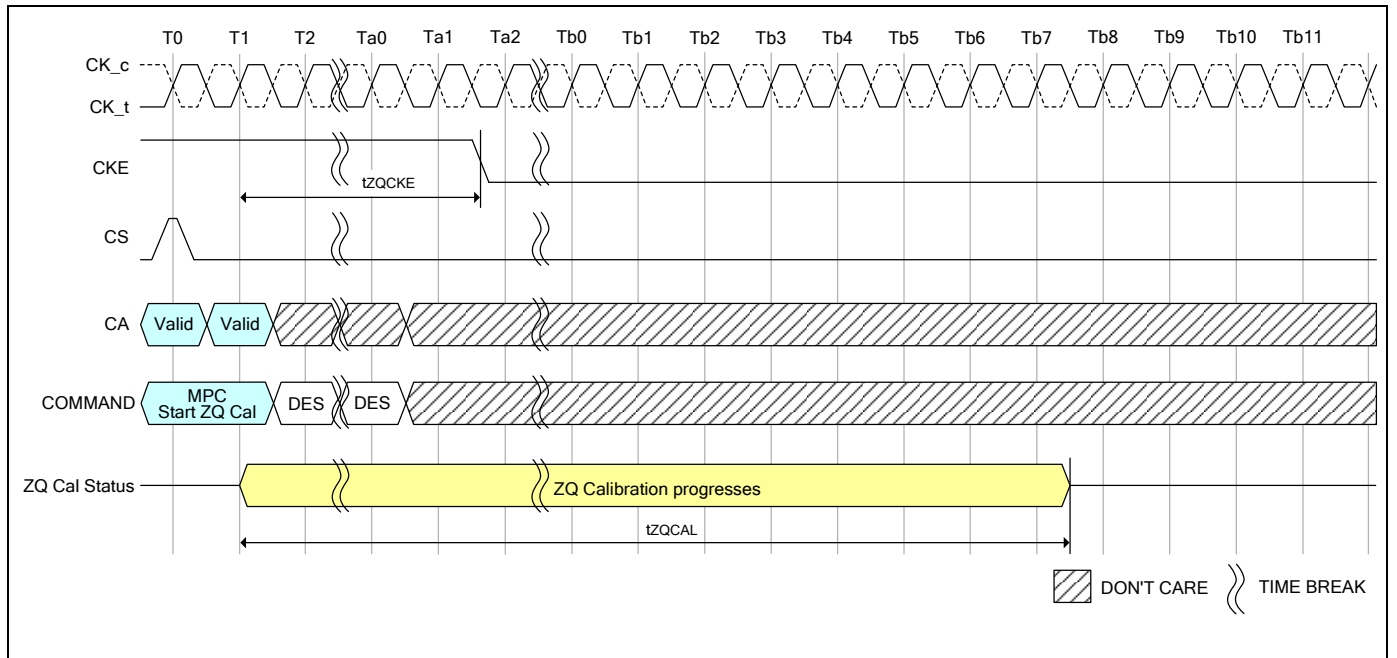 T0 T1 T2 Ta0 Ta1 Ta2 Tb0 Tb1 Tb2 Tb3 Tb4 Tb5 Tb6 Tb7 Tb8 Tb9 Tb10 Tb11
CK_c
CK_t
CKE
tZQCKE
CS
CA Valid Valid
COMMAND MPC Start ZQ Cal DES DES
ZQ Cal Status ZQ Calibration progresses
tZQCAL
DON'T CARE TIME BREAK